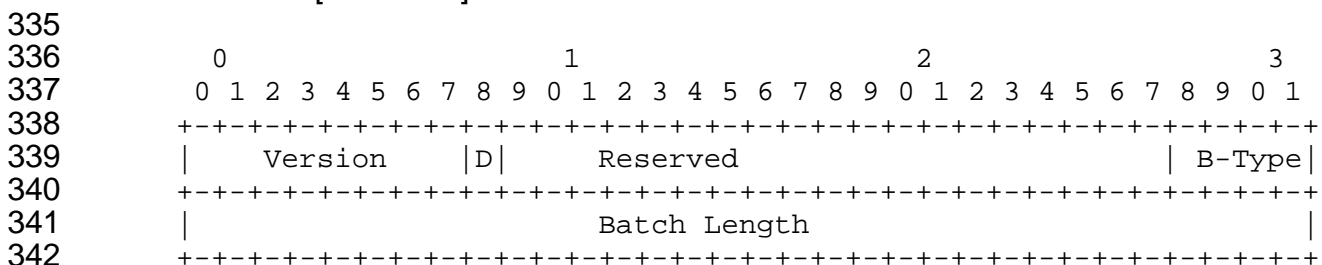 335
336 0 1 2 3
337 0 1 2 3 4 5 6 7 8 9 0 1 2 3 4 5 6 7 8 9 0 1 2 3 4 5 6 7 8 9 0 1
338 +-+-+-+-+-+-+-+-+-+-+-+-+-+-+-+-+-+-+-+-+-+-+-+-+-+-+-+-+-+-+-+-+
339 | Version |D| Reserved | B-Type|
340 +-+-+-+-+-+-+-+-+-+-+-+-+-+-+-+-+-+-+-+-+-+-+-+-+-+-+-+-+-+-+-+-+
341 | Batch Length |
342 +-+-+-+-+-+-+-+-+-+-+-+-+-+-+-+-+-+-+-+-+-+-+-+-+-+-+-+-+-+-+-+-+